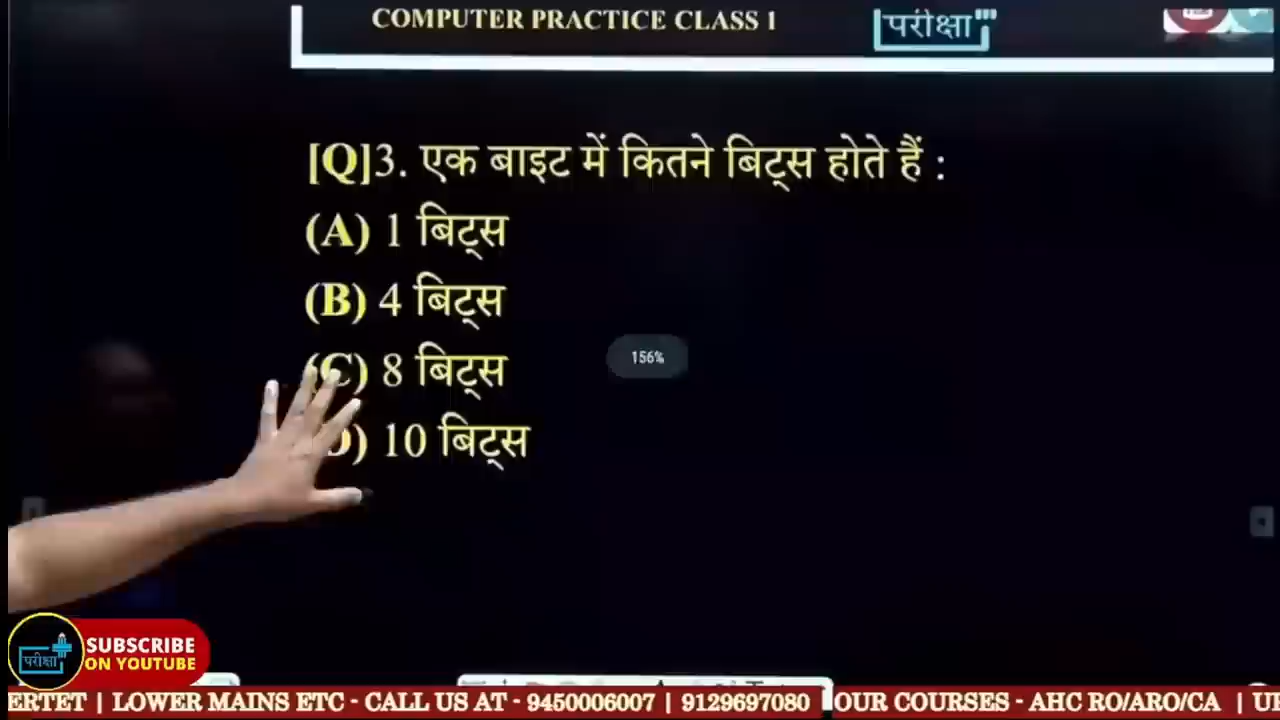 COMPUTER PRACTICE CLASS 1
परीक्षा
[Q]3. एक बाइट में कितने बिट्स होते हैं :
(A) 1 बिट्स
(B) 4 बिट्स
(C) 8 बिट्स
156%
D) 10 बिट्स
परीक्षा
SUBSCRIBE
ON YOUTUBE
ERTET | LOWER MAINS ETC - CALL US AT - 9450006007 | 9129697080 OUR COURSES - AHC RO/ARO/CA | U